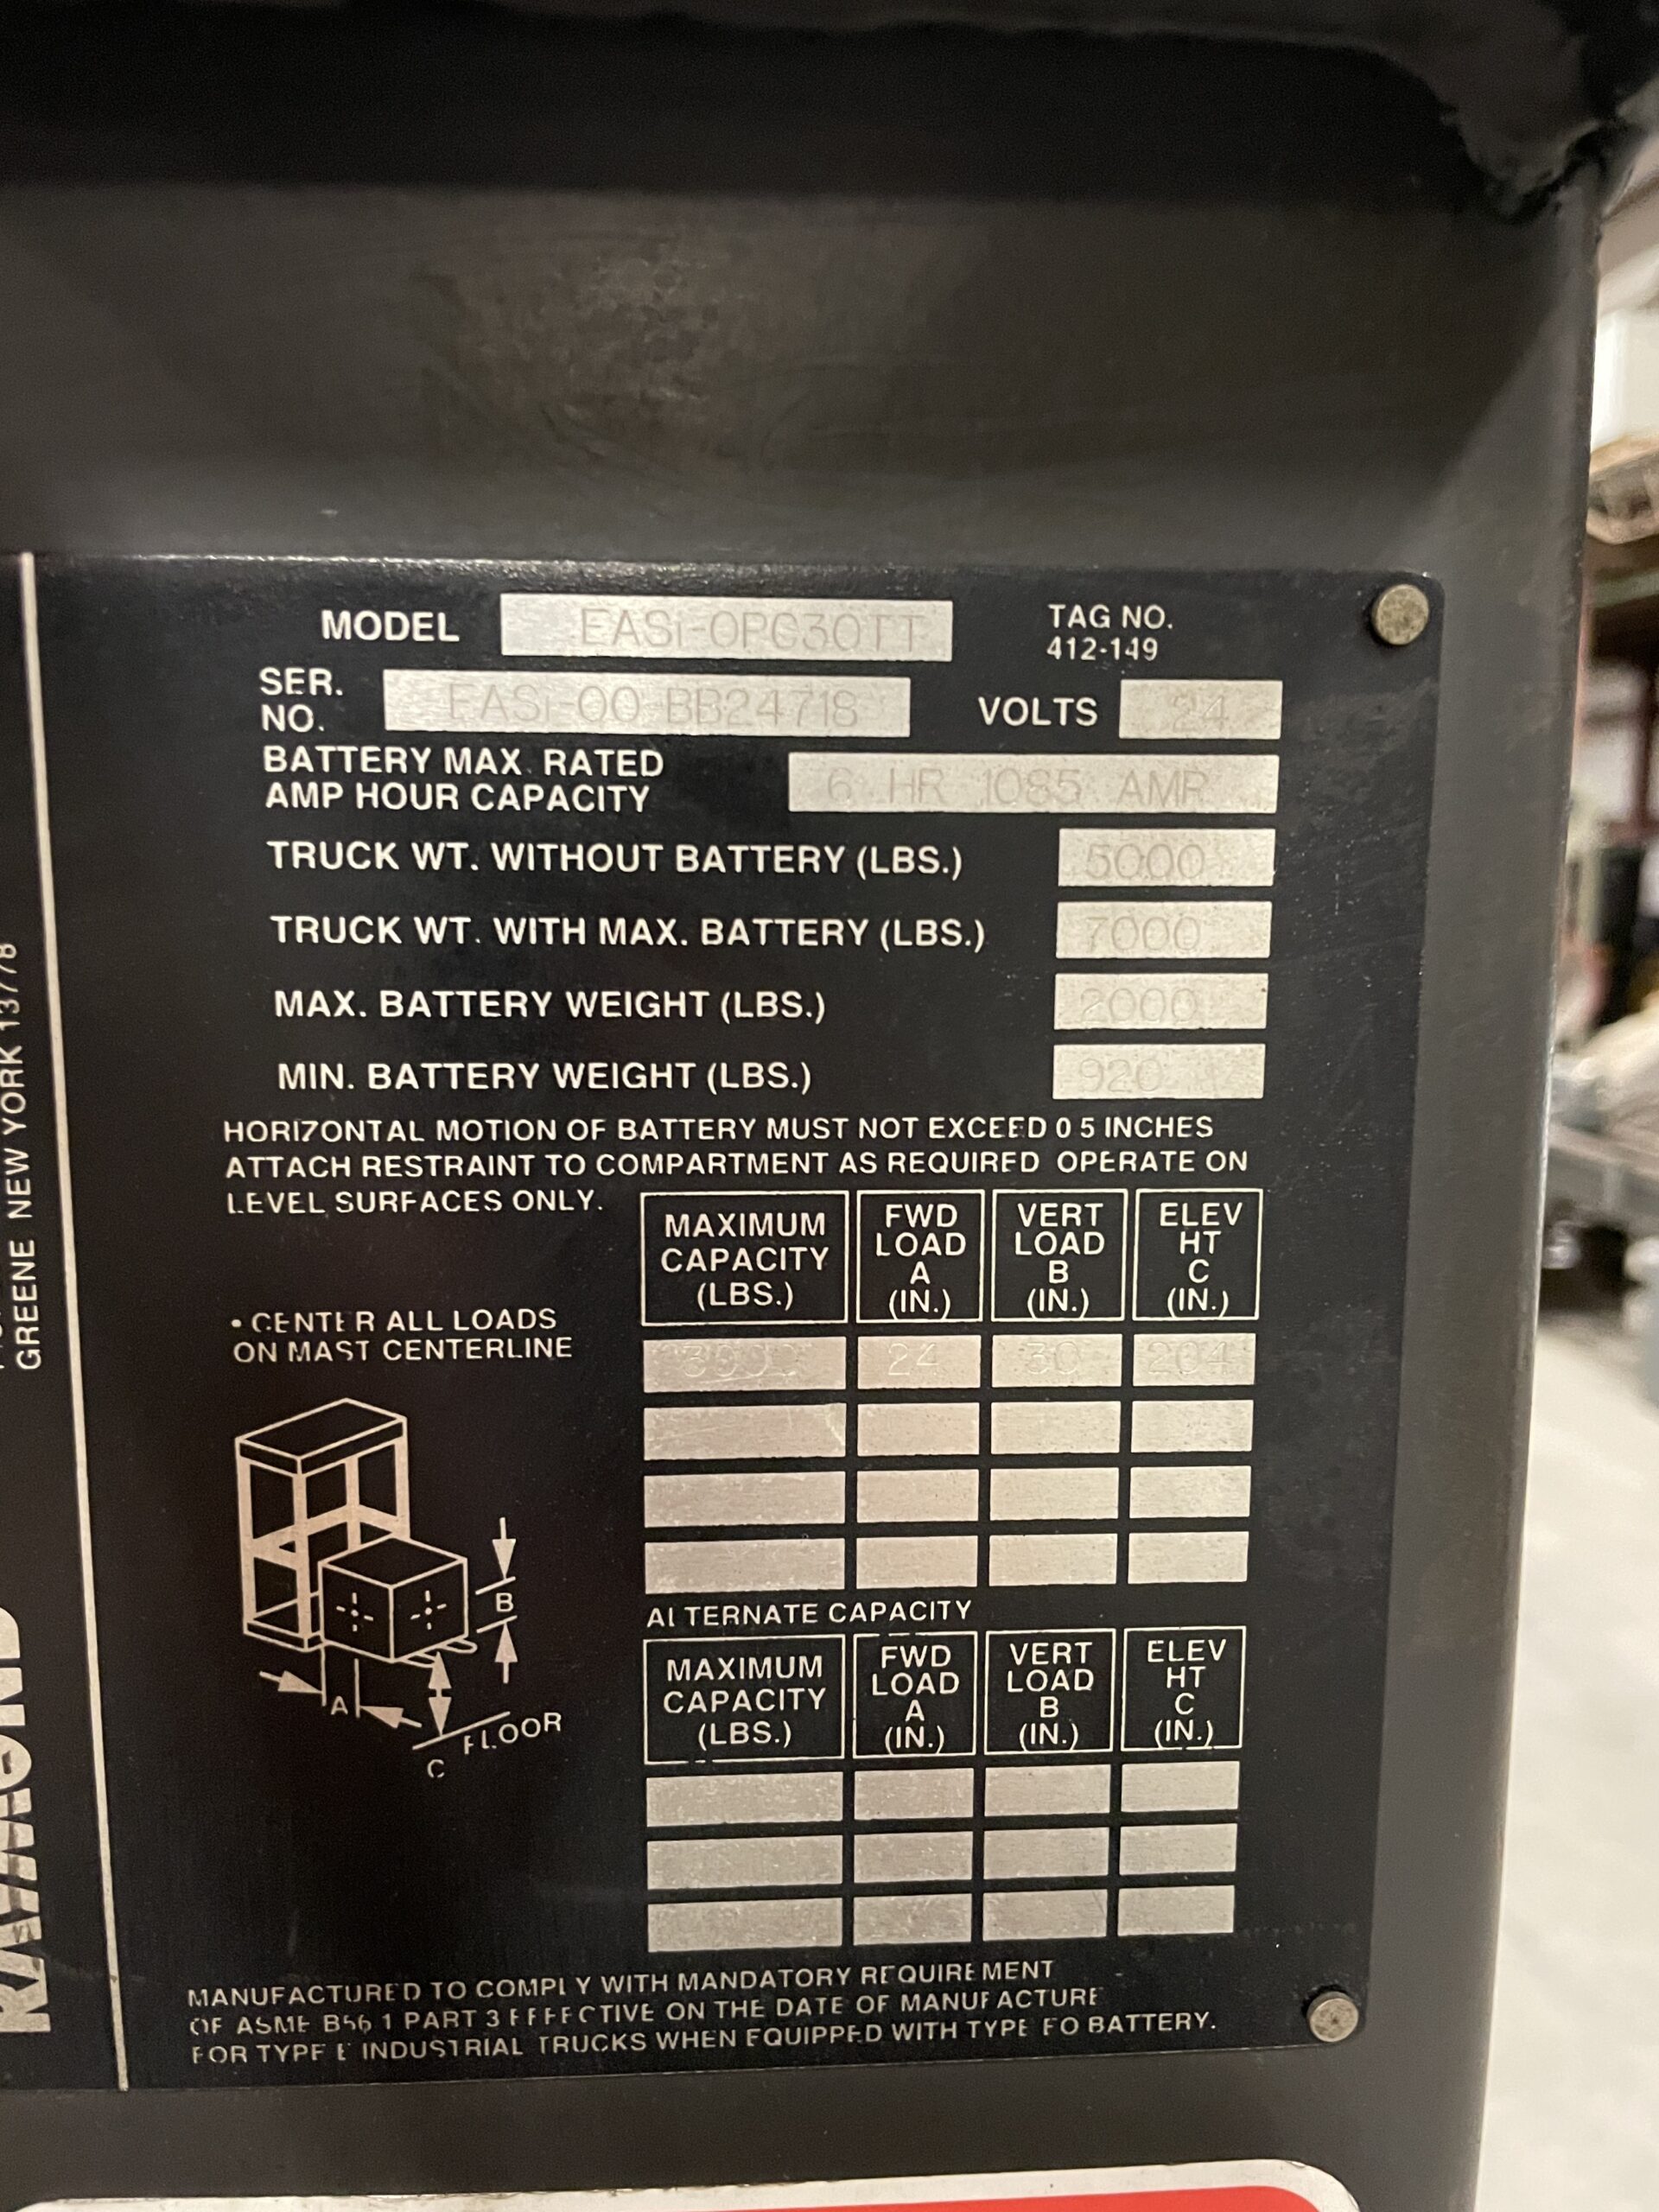 MODEL EASi-OPC30TT TAG NO.
412-149
SER. NO. EASi-00-BB24718 VOLTS 24
BATTERY MAX. RATED
AMP HOUR CAPACITY 6 HR 1085 AMP
TRUCK WT. WITHOUT BATTERY (LBS.) 5000
TRUCK WT. WITH MAX. BATTERY (LBS.) 7000
MAX. BATTERY WEIGHT (LBS.) 2000
MIN. BATTERY WEIGHT (LBS.) 920
HORIZONTAL MOTION OF BATTERY MUST NOT EXCEED 0 5 INCHES
ATTACH RESTRAINT TO COMPARTMENT AS REQUIRED OPERATE ON
LEVEL SURFACES ONLY.
MAXIMUM CAPACITY (LBS.) FWD LOAD A (IN.) VERT LOAD B (IN.) ELEV HT C (IN.)
3000 24 30 204
• CENTER ALL LOADS
ON MAST CENTERLINE
B
A
C
FLOOR
ALTERNATE CAPACITY
MAXIMUM CAPACITY (LBS.) FWD LOAD A (IN.) VERT LOAD B (IN.) ELEV HT C (IN.)
MANUFACTURED TO COMPLY WITH MANDATORY REQUIREMENT
OF ASME B56 1 PART 3 EFFECTIVE ON THE DATE OF MANUFACTURE
FOR TYPE E INDUSTRIAL TRUCKS WHEN EQUIPPED WITH TYPE EO BATTERY.
GREENE NEW YORK 13778
RAYMOND